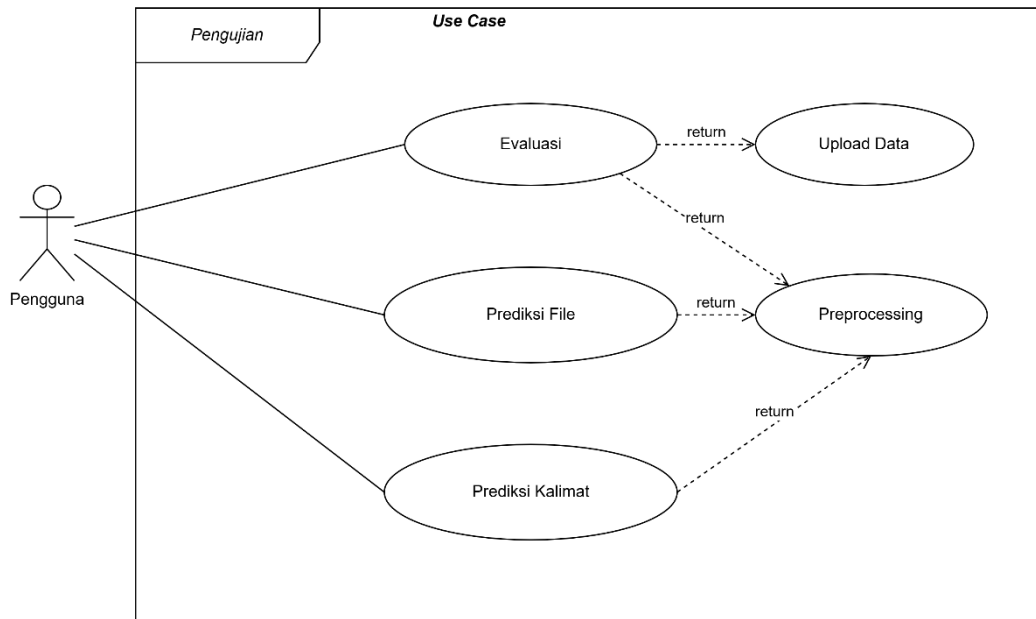 Use Case
Pengujian
Evaluasi
return
Upload Data
return
Pengguna
Prediksi File
return
Preprocessing
return
Prediksi Kalimat